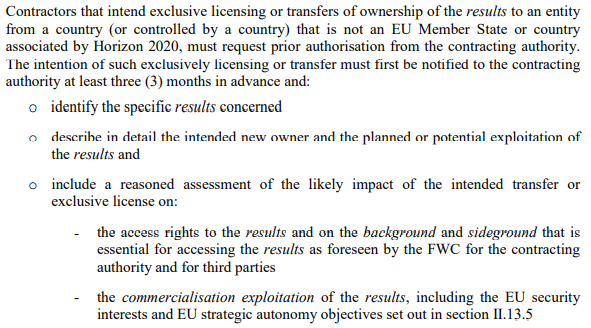 Contractors that intend exclusive licensing or transfers of ownership of the results to an entity
from a country (or controlled by a country) that is not an EU Member State or country
associated by Horizon 2020, must request prior authorisation from the contracting authority.
The intention of such exclusively licensing or transfer must first be notified to the contracting
authority at least three (3) months in advance and:
o identify the specific results concerned
o describe in detail the intended new owner and the planned or potential exploitation of
the results and
o include a reasoned assessment of the likely impact of the intended transfer or
exclusive license on:
- the access rights to the results and on the background and sideground that is
essential for accessing the results as foreseen by the FWC for the contracting
authority and for third parties
- the commercialisation exploitation of the results, including the EU security
interests and EU strategic autonomy objectives set out in section II.13.5